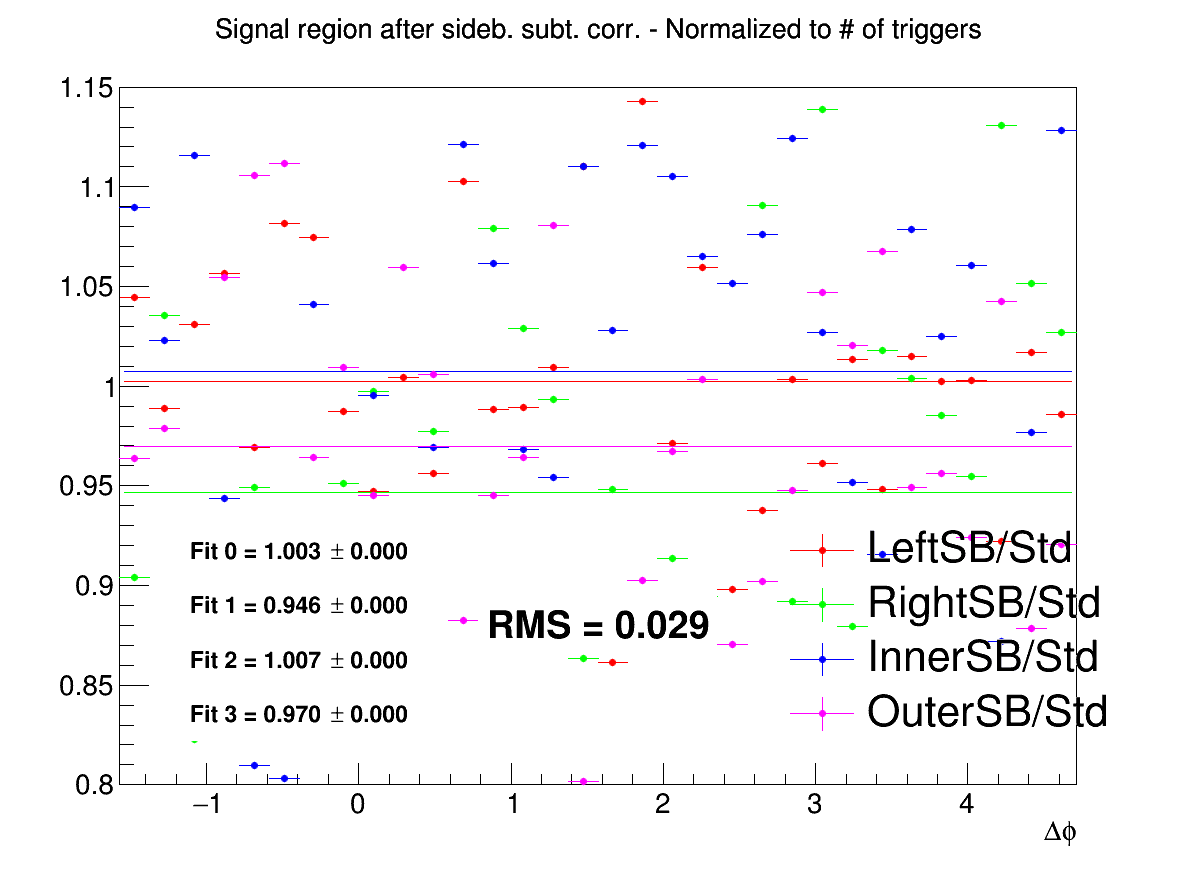 Signal region after sideb. subt. corr. - Normalized to # of triggers
1.15
1.1
1.05
1
0.95
0.9
0.85
0.8
Fit 0 = 1.003 ± 0.000
Fit 1 = 0.946 ± 0.000
Fit 2 = 1.007 ± 0.000
Fit 3 = 0.970 ± 0.000
RMS = 0.029
LeftSB/Std
RightSB/Std
InnerSB/Std
OuterSB/Std
−1 0 1 2 3 4
Δϕ